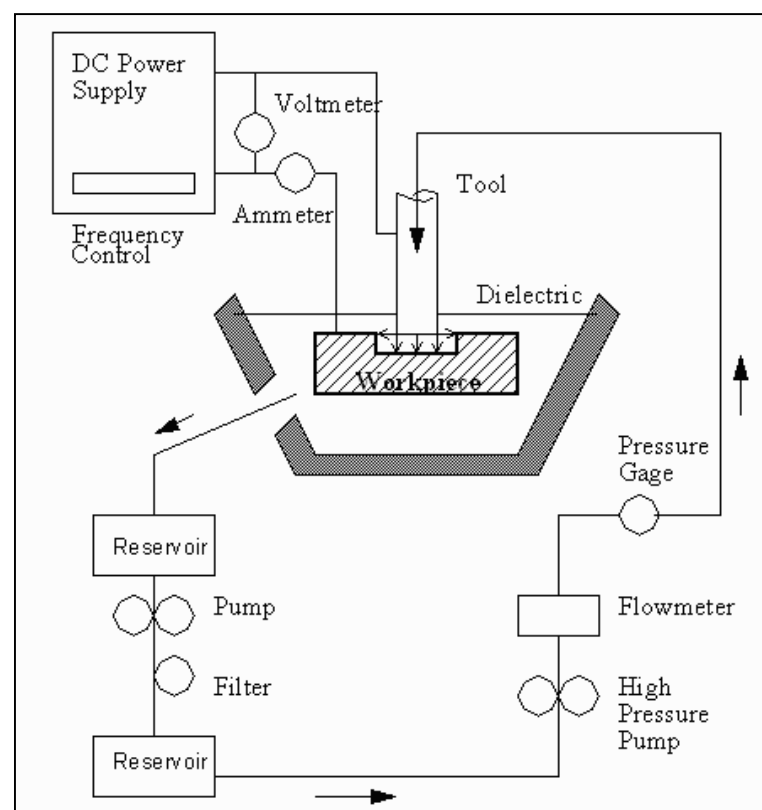 DC Power
Supply
Voltmeter
Tool
Ammeter
Frequency
Control
Dielectric
Workpiece
Pressure
Gage
Reservoir
Pump
Flowmeter
Filter
High
Pressure
Pump
Reservoir